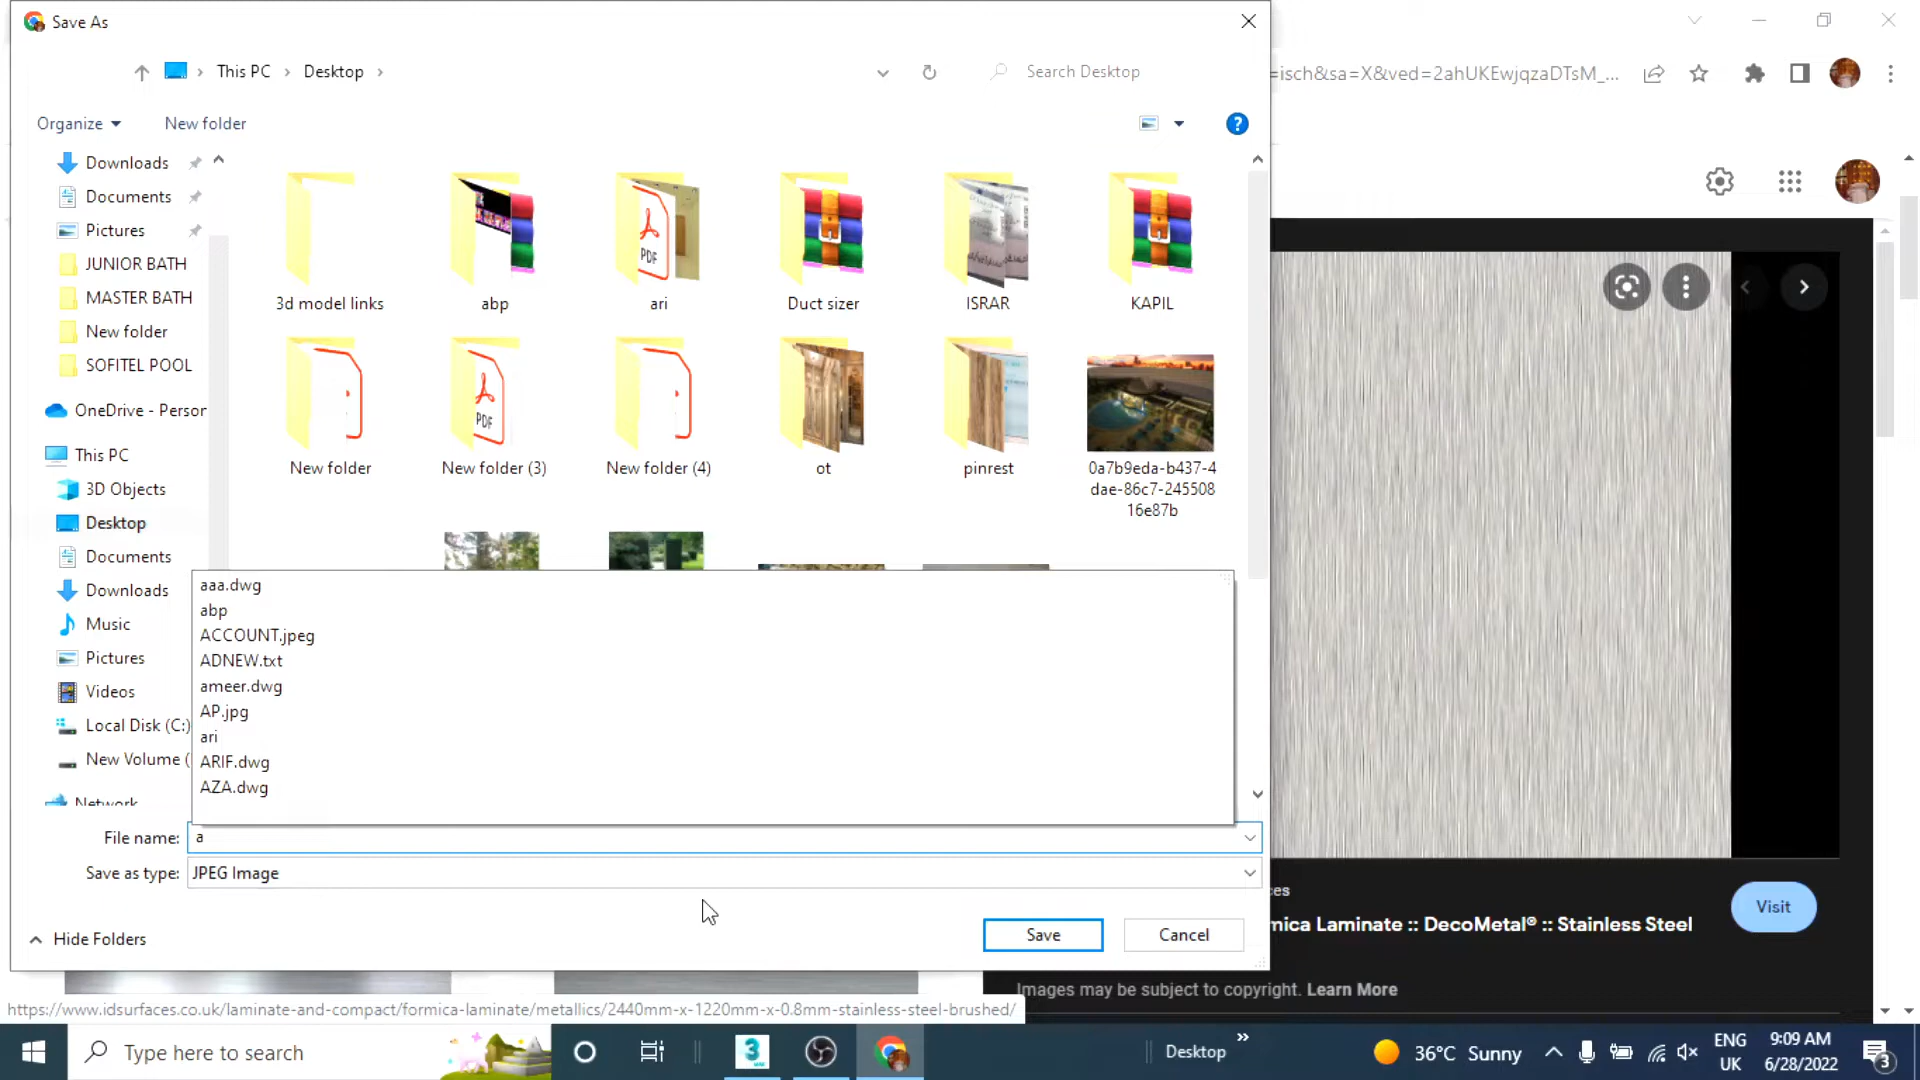 Save As
This PC
Desktop
Search Desktop
=isch&sa=X&ved=2ahUKEwjqzaDTsM_...
Organize
New folder
Downloads
Documents
Pictures
JUNIOR BATH
MASTER BATH
New folder
SOFITEL POOL
OneDrive - Person
This PC
3D Objects
Desktop
Documents
Downloads
Music
Pictures
Videos
Local Disk (C:)
New Volume (
Network
3d model links
abp
ari
Duct sizer
ISRAR
KAPIL
New folder
New folder (3)
New folder (4)
ot
pinrest
0a7b9eda-b437-4
dae-86c7-245508
16e87b
PDF
PDF
aaa.dwg
abp
ACCOUNT.jpeg
ADNEW.txt
ameer.dwg
AP.jpg
ari
ARIF.dwg
AZA.dwg
File name: a
Save as type: JPEG Image
Hide Folders
Save
Cancel
ces
mica Laminate :: DecoMetal® :: Stainless Steel
Visit
Images may be subject to copyright. Learn More
https://www.idsurfaces.co.uk/laminate-and-compact/formica-laminate/metallics/2440mm-x-1220mm-x-0.8mm-stainless-steel-brushed/
Type here to search
3
Desktop
36°C Sunny
ENG
UK
9:09 AM
6/28/2022
3